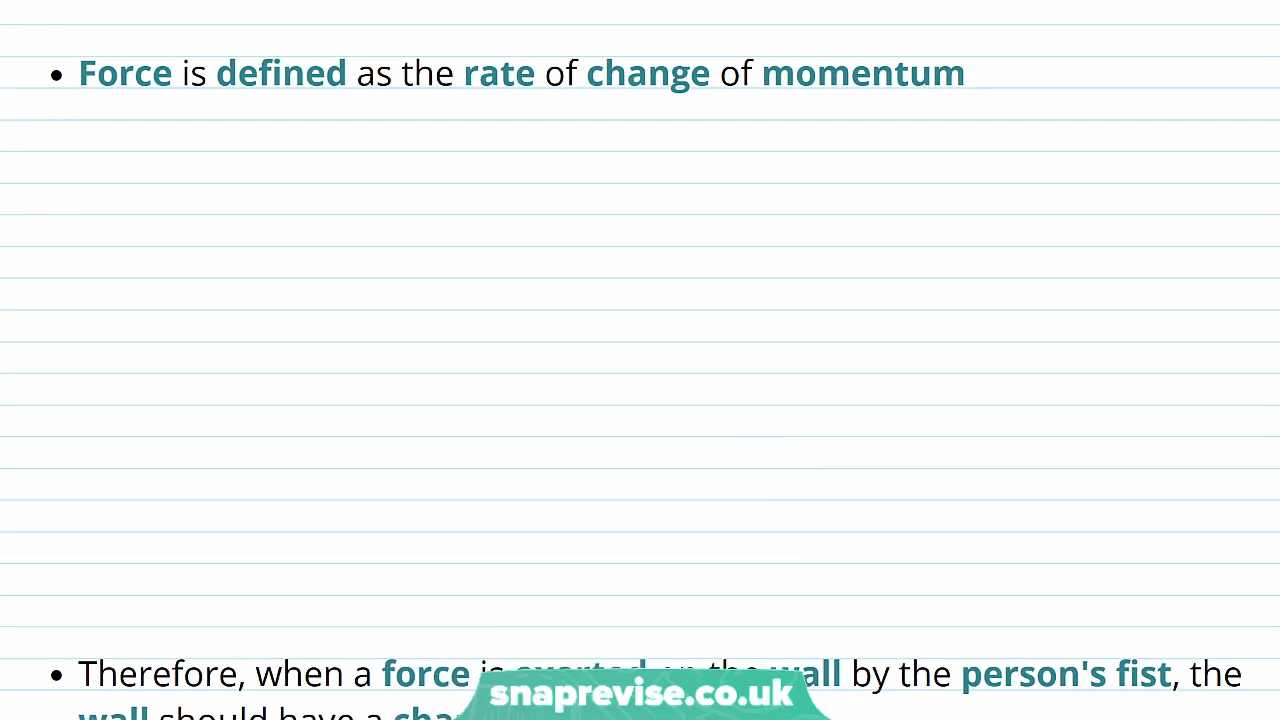 Force is defined as the rate of change of momentum
Therefore, when a force is exerted on the wall by the person's fist, the
wall should have a
snaprevise.co.uk